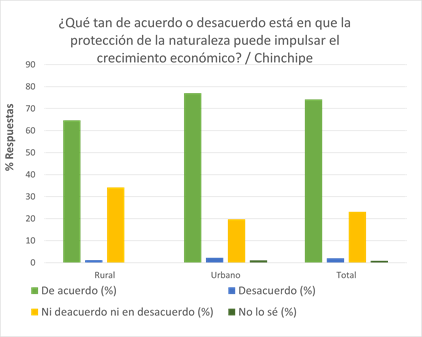 ¿Qué tan de acuerdo o desacuerdo está en que la
protección de la naturaleza puede impulsar el
crecimiento económico? / Chinchipe
90
80
70
60
50
40
30
20
10
0
% Respuestas
Rural Urbano Total
De acuerdo (%) Desacuerdo (%)
Ni deacuerdo ni en desacuerdo (%) No lo sé (%)